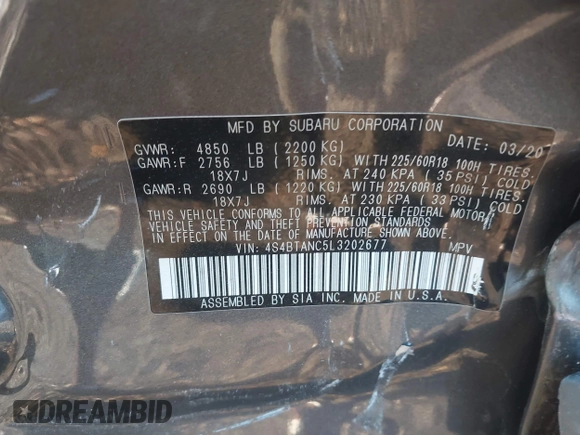 MFD BY SUBARU CORPORATION
DATE: 03/20
GVWR: 4850 LB (2200 KG)
GAWR:F 2756 LB (1250 KG) WITH 225/60R18 100H TIRES.
18X7J RIMS. AT 240 KPA (35 PSI) COLD
GAWR:R 2690 LB (1220 KG) WITH 225/60R18 100H TIRES.
18X7J RIMS. AT 230 KPA (33 PSI) COLD
THIS VEHICLE CONFORMS TO ALL APPLICABLE FEDERAL MOTOR
VEHICLE SAFETY AND THEFT PREVENTION STANDARDS
IN EFFECT ON THE DATE OF MANUFACTURE SHOWN ABOVE.
VIN: 4S4BTANC5L3202677 MPV
ASSEMBLED BY SIA INC. MADE IN U.S.A.
DREAMBID